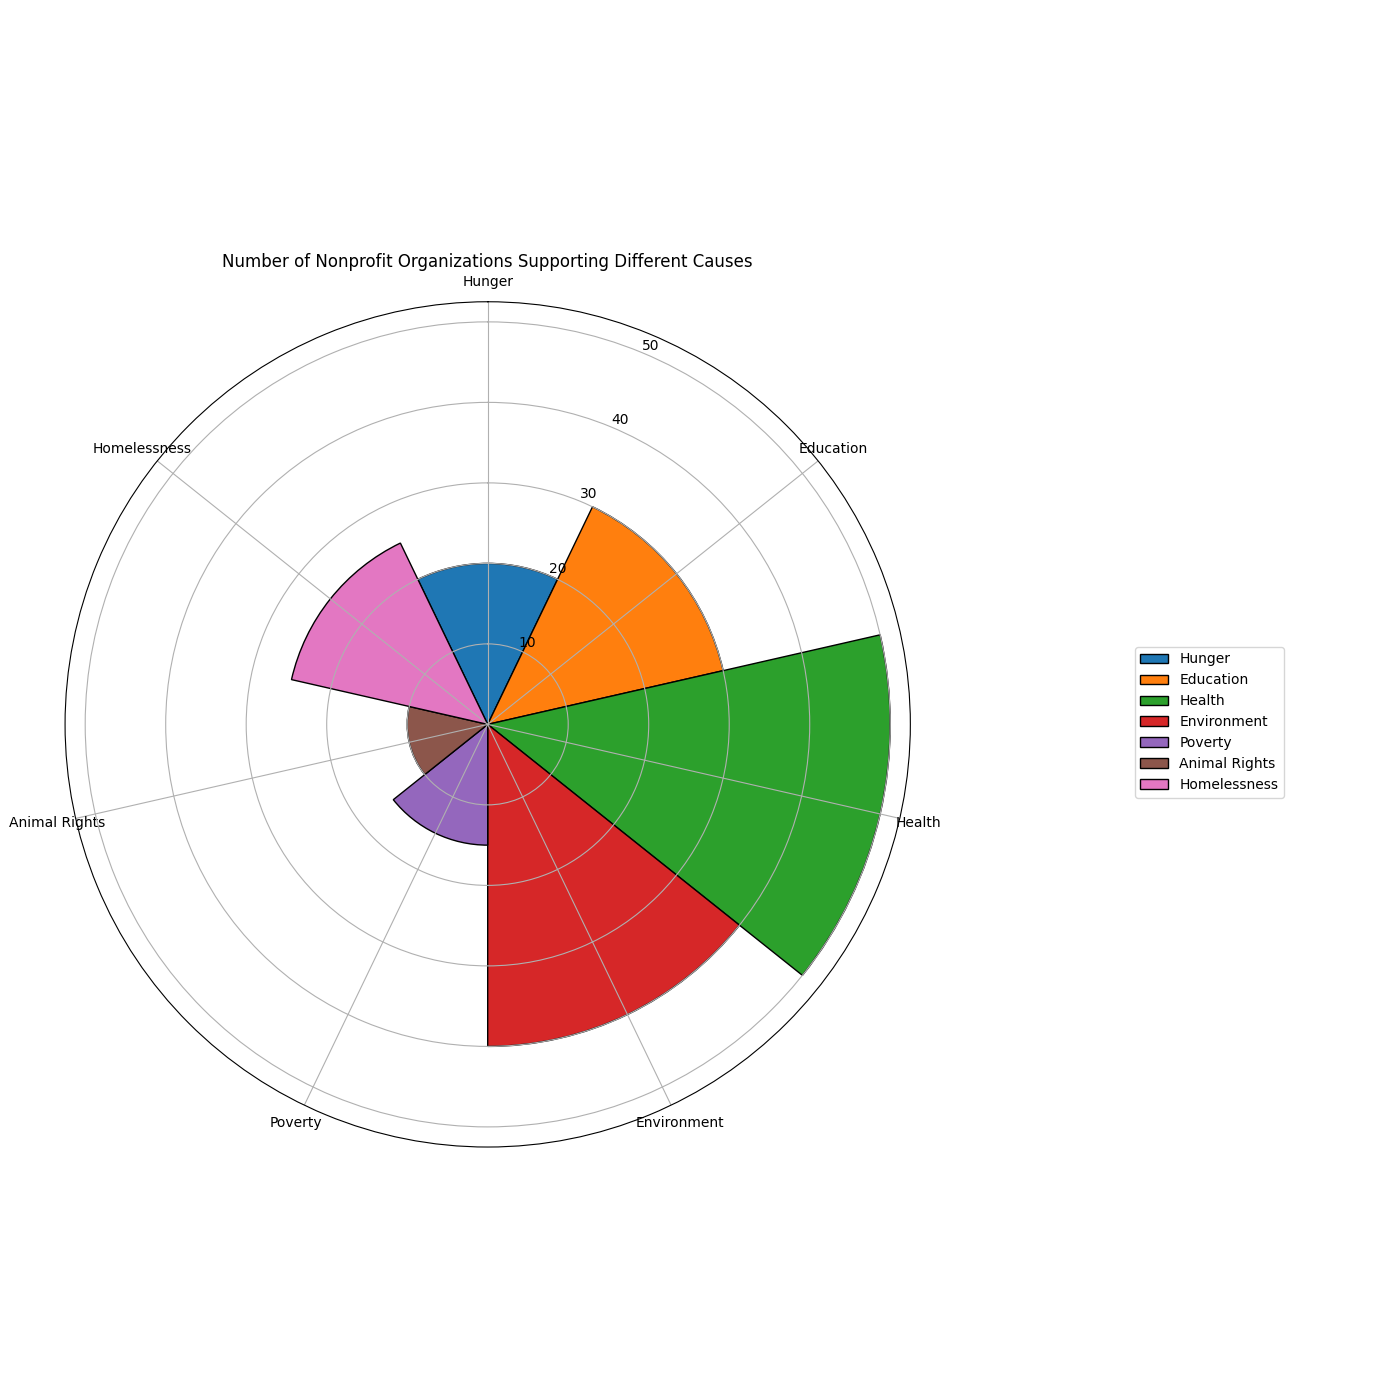 Number of Nonprofit Organizations Supporting Different Causes
Hunger
50
40
Homelessness
Education
30
20
10
Hunger
Education
Health
Environment
Poverty
Animal Rights
Homelessness
Animal Rights
Health
Poverty
Environment